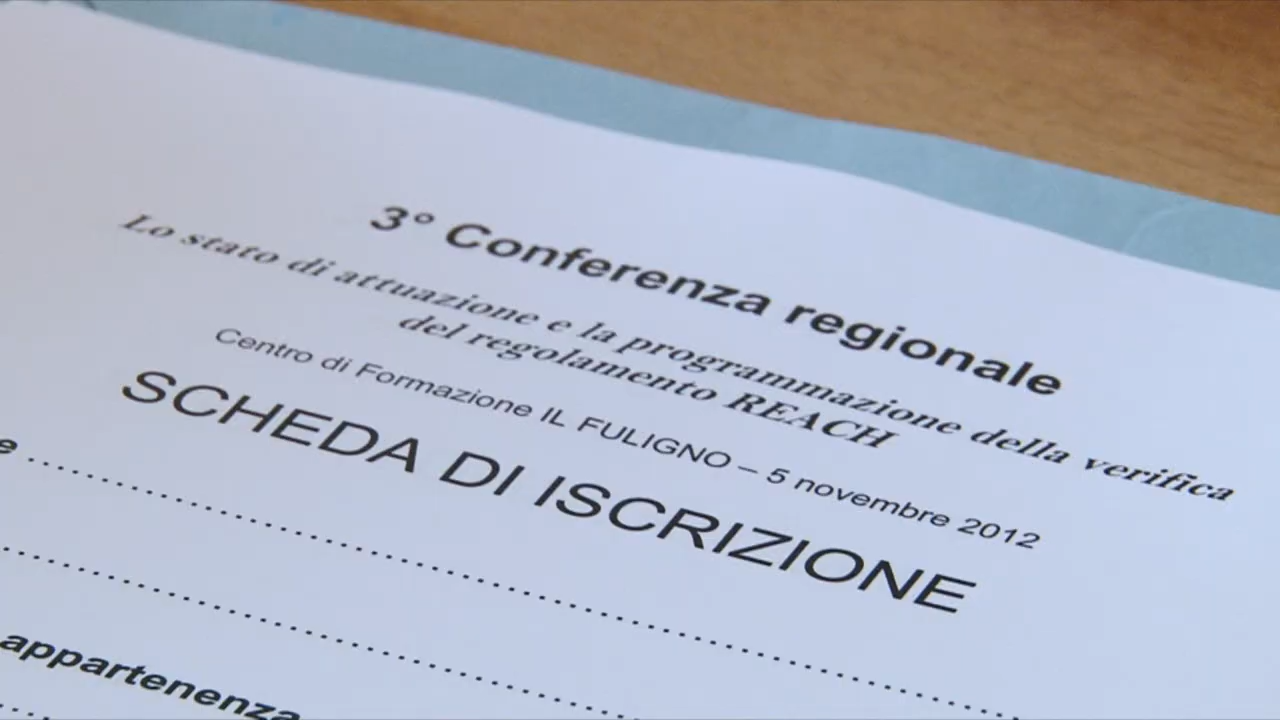 3° Conferenza regionale
Lo stato di attuazione e la programmazione della verifica
del regolamento REACH
Centro di Formazione IL FULIGNO – 5 novembre 2012
SCHEDA DI ISCRIZIONE
e ..........................................................................
..........................................................................
appartenenza